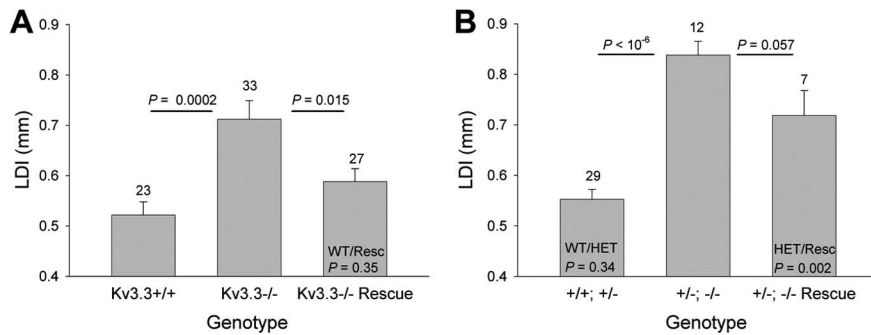 A
LDI (mm)
0.9
0.8
0.7
0.6
0.5
0.4
P = 0.0002
P = 0.015
23
33
27
WT/Resc
P = 0.35
Kv3.3+/+
Kv3.3-/-
Kv3.3-/- Rescue
Genotype
B
LDI (mm)
0.9
0.8
0.7
0.6
0.5
0.4
P < 10-6
P = 0.057
29
12
7
WT/HET
P = 0.34
HET/Resc
P = 0.002
+/+; +/-
+/-; -/-
+/-; -/- Rescue
Genotype